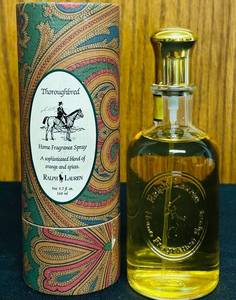 Thoroughbred
Home Fragrance Spray
A sophisticated blend of
orange and spices.
RALPH LAUREN
Home Fragrance Spray